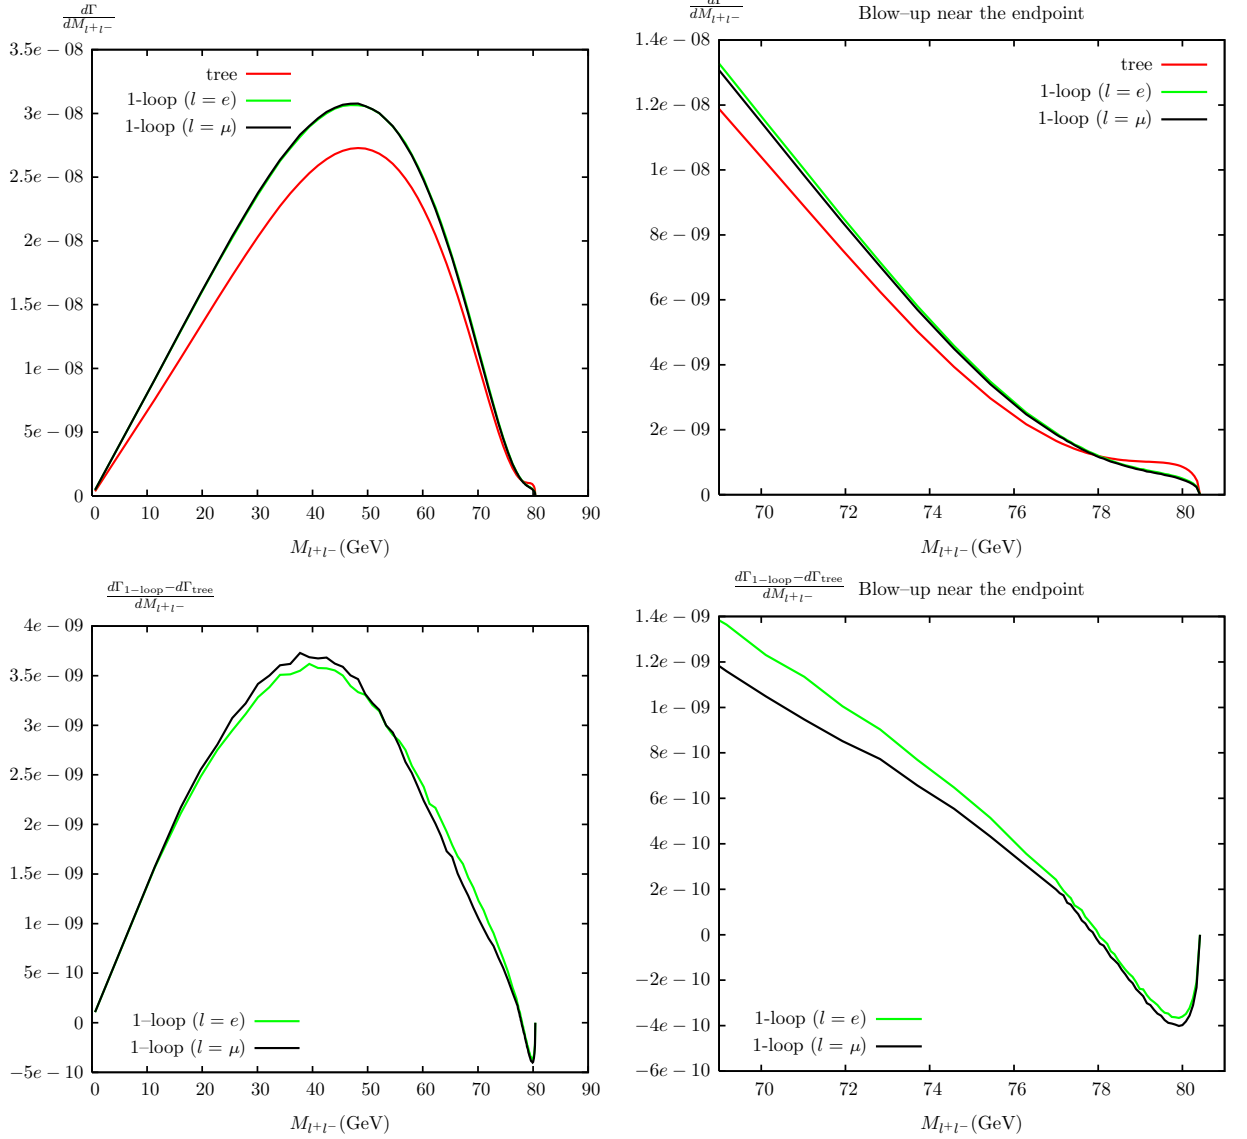 dΓ
dM_{l+l−}
3.5e − 08
3e − 08
2.5e − 08
2e − 08
1.5e − 08
1e − 08
5e − 09
0
0 10 20 30 40 50 60 70 80 90
M_{l+l−}(GeV)
tree
1-loop (l = e)
1-loop (l = μ)
dΓ
dM_{l+l−}
Blow–up near the endpoint
1.4e − 08
1.2e − 08
1e − 08
8e − 09
6e − 09
4e − 09
2e − 09
0
70 72 74 76 78 80
M_{l+l−}(GeV)
tree
1-loop (l = e)
1-loop (l = μ)
dΓ_{1−loop}−dΓ_{tree}
dM_{l+l−}
4e − 09
3.5e − 09
3e − 09
2.5e − 09
2e − 09
1.5e − 09
1e − 09
5e − 10
0
−5e − 10
0 10 20 30 40 50 60 70 80 90
M_{l+l−}(GeV)
1–loop (l = e)
1–loop (l = μ)
dΓ_{1−loop}−dΓ_{tree}
dM_{l+l−}
Blow–up near the endpoint
1.4e − 09
1.2e − 09
1e − 09
8e − 10
6e − 10
4e − 10
2e − 10
0
−2e − 10
−4e − 10
−6e − 10
70 72 74 76 78 80
M_{l+l−}(GeV)
1-loop (l = e)
1-loop (l = μ)